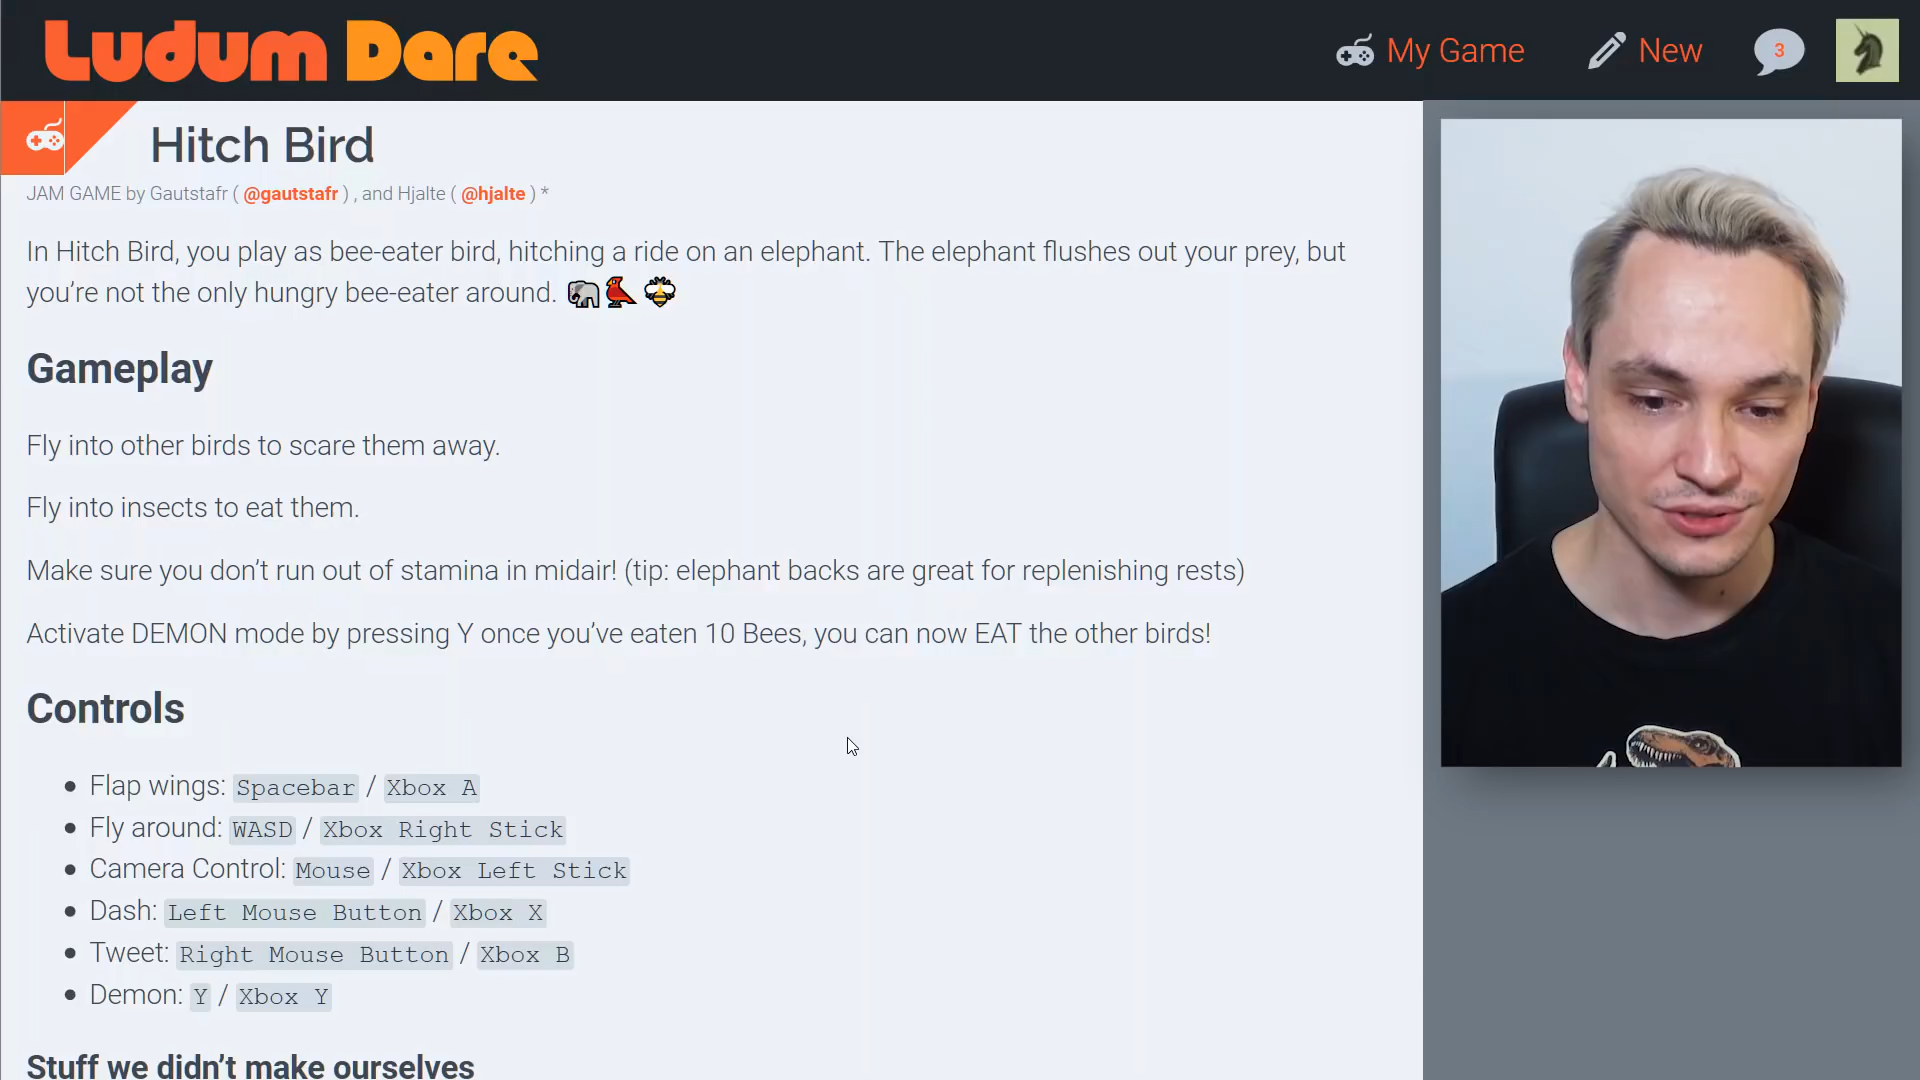 Ludum Dare
My Game
New
3
Hitch Bird
JAM GAME by Gautstafr ( @gautstafr ) , and Hjalte ( @hjalte ) *
In Hitch Bird, you play as bee-eater bird, hitching a ride on an elephant. The elephant flushes out your prey, but
you’re not the only hungry bee-eater around. 🐘🐦🐝
Gameplay
Fly into other birds to scare them away.
Fly into insects to eat them.
Make sure you don’t run out of stamina in midair! (tip: elephant backs are great for replenishing rests)
Activate DEMON mode by pressing Y once you’ve eaten 10 Bees, you can now EAT the other birds!
Controls
• Flap wings: Spacebar / Xbox A
• Fly around: WASD / Xbox Right Stick
• Camera Control: Mouse / Xbox Left Stick
• Dash: Left Mouse Button / Xbox X
• Tweet: Right Mouse Button / Xbox B
• Demon: Y / Xbox Y
Stuff we didn’t make ourselves